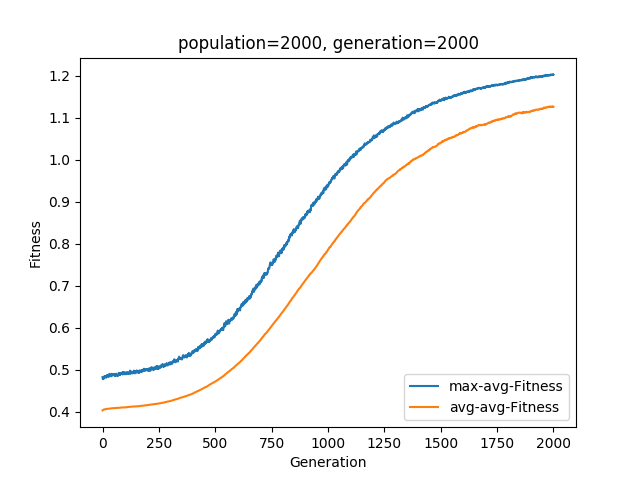 population=2000, generation=2000
1.2
1.1
1.0
0.9
0.8
0.7
0.6
0.5
0.4
Fitness
max-avg-Fitness
avg-avg-Fitness
0 250 500 750 1000 1250 1500 1750 2000
Generation